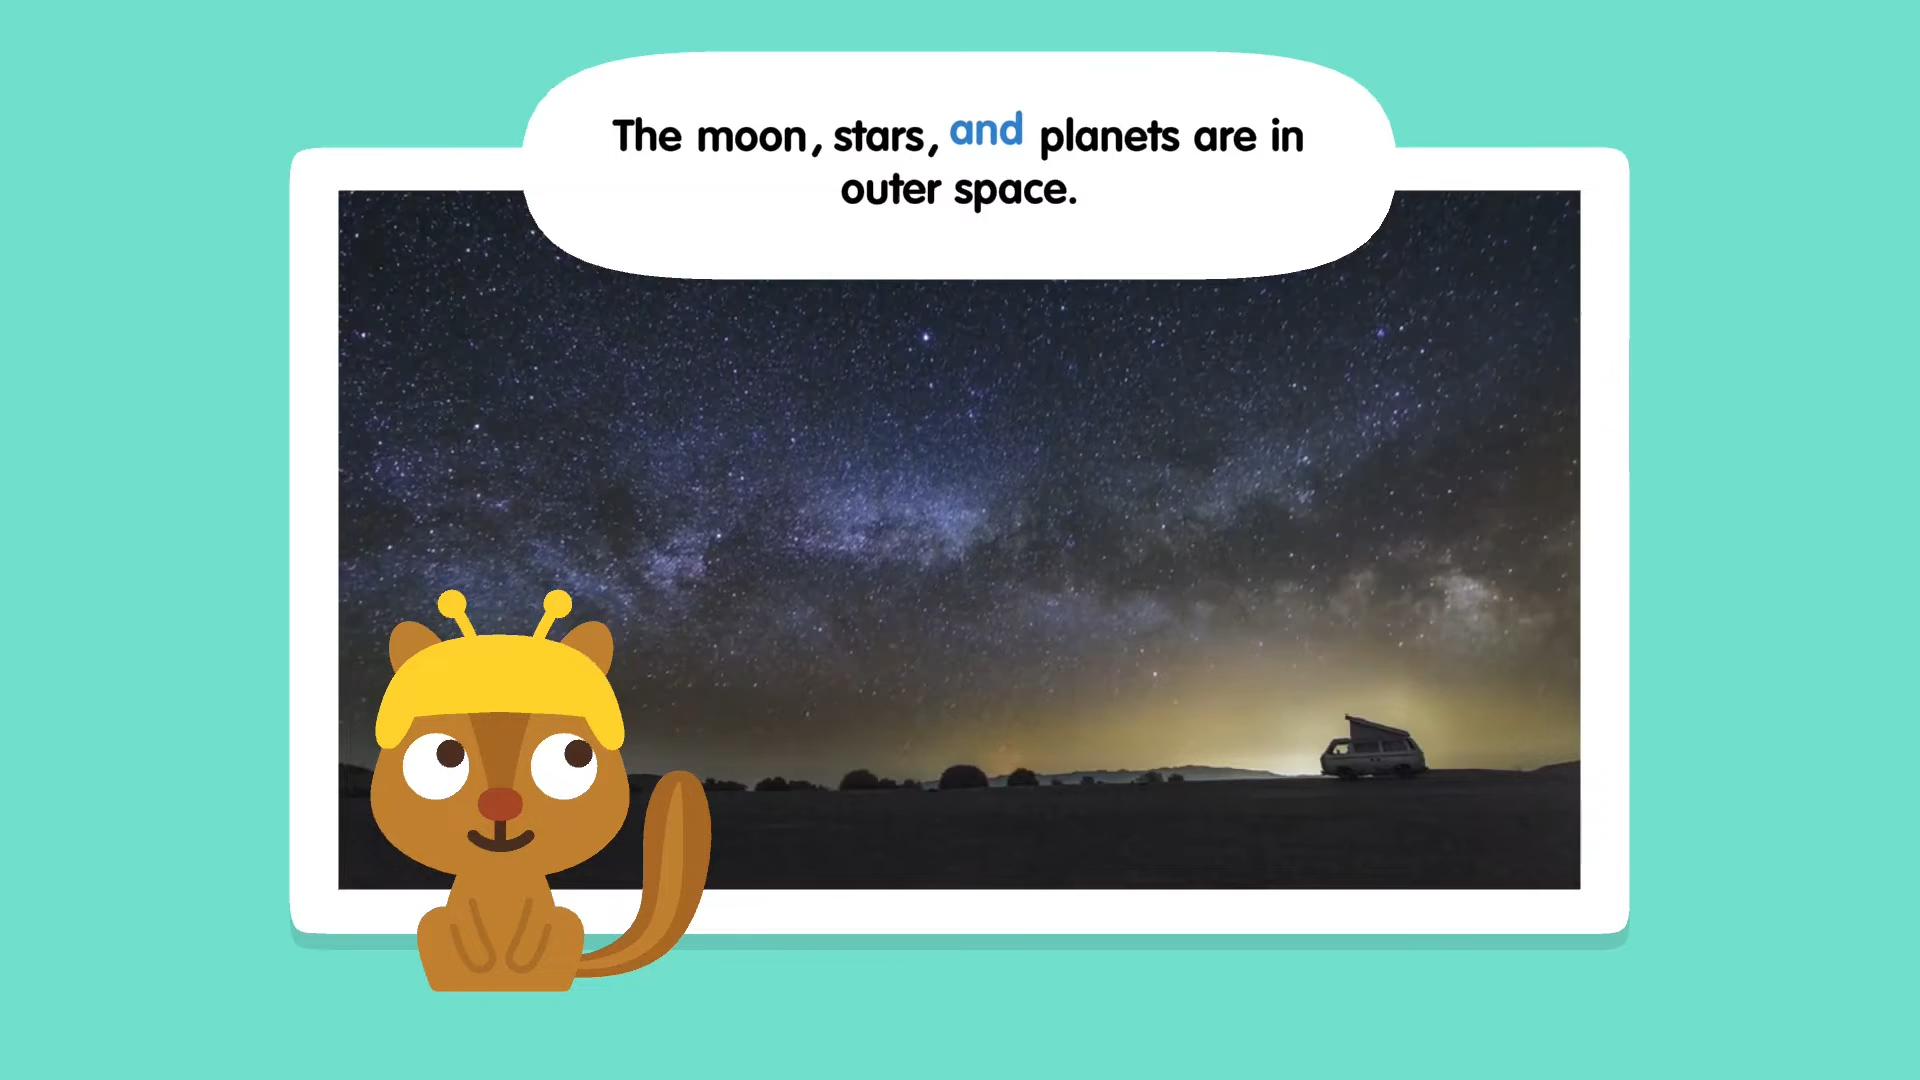 The moon, stars, and planets are in
outer space.